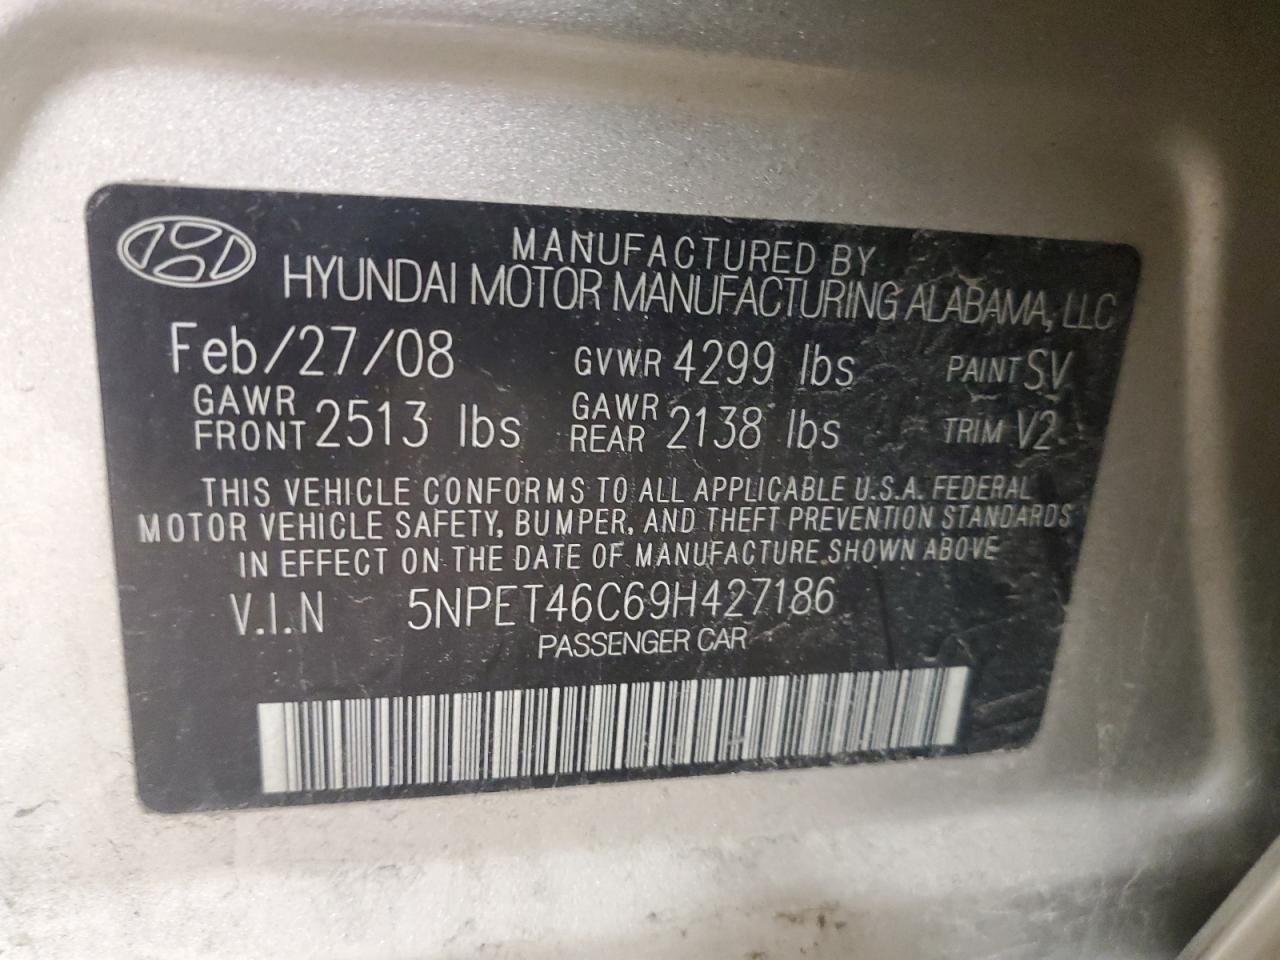 MANUFACTURED BY
HYUNDAI MOTOR MANUFACTURING ALABAMA, LLC
Feb/27/08 GVWR 4299 lbs PAINT SV
GAWR FRONT 2513 lbs GAWR REAR 2138 lbs TRIM V2
THIS VEHICLE CONFORMS TO ALL APPLICABLE U.S.A. FEDERAL
MOTOR VEHICLE SAFETY, BUMPER, AND THEFT PREVENTION STANDARDS
IN EFFECT ON THE DATE OF MANUFACTURE SHOWN ABOVE
V.I.N 5NPET46C69H427186
PASSENGER CAR